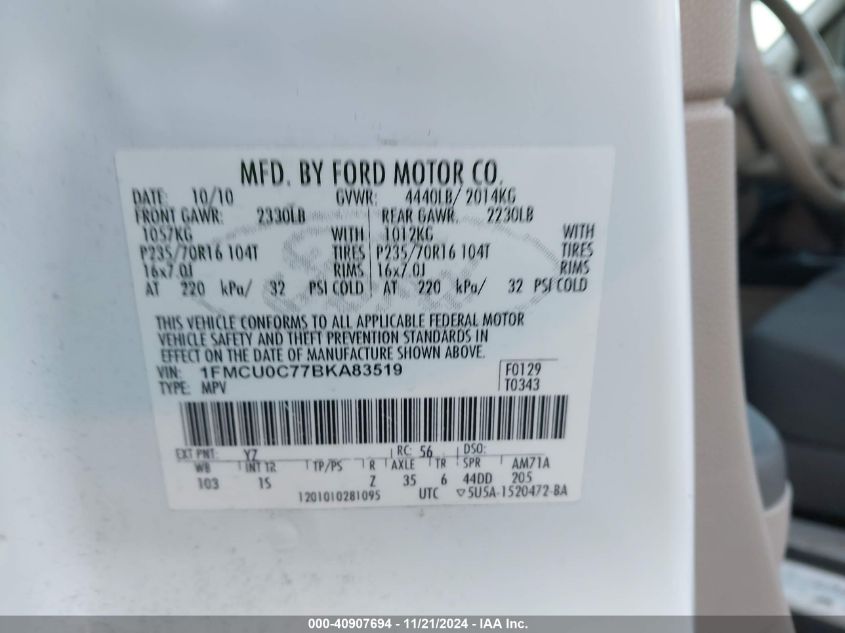 MFD. BY FORD MOTOR CO.
DATE: 10/10 GVWR: 4440LB/ 2014KG
FRONT GAWR: 2330LB REAR GAWR: 2230LB
1057KG WITH 1012KG WITH
P235/70R16 104T TIRES P235/70R16 104T TIRES
16x7.0J RIMS 16x7.0J RIMS
AT 220 kPa/ 32 PSI COLD AT 220 kPa/ 32 PSI COLD
THIS VEHICLE CONFORMS TO ALL APPLICABLE FEDERAL MOTOR
VEHICLE SAFETY AND THEFT PREVENTION STANDARDS IN
EFFECT ON THE DATE OF MANUFACTURE SHOWN ABOVE.
VIN: 1FMCU0C77BKA83519 F0129
TYPE: MPV T0343
EXT PNT: YZ RC: 56 DSO:
WB INT TR TP/PS R AXLE TR SPR AM71A
103 IS Z 35 6 44DD 205
1201010281095 UTC ▽5U5A-1520472-BA
000-40907694 - 11/21/2024 - IAA Inc.